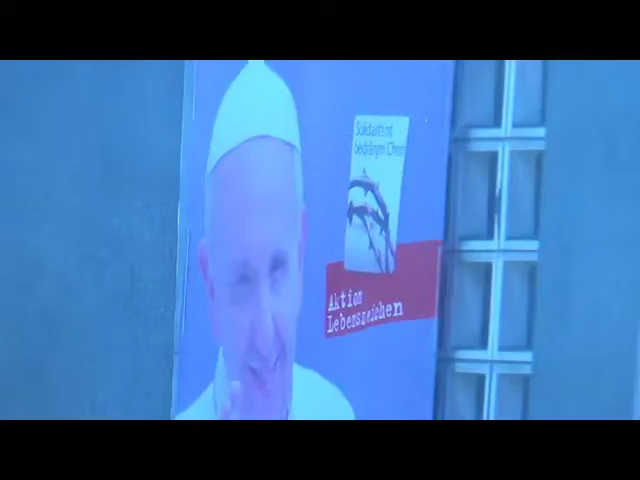 Solidarität mit
bedrängten Christen
Aktion
Lebenszeichen